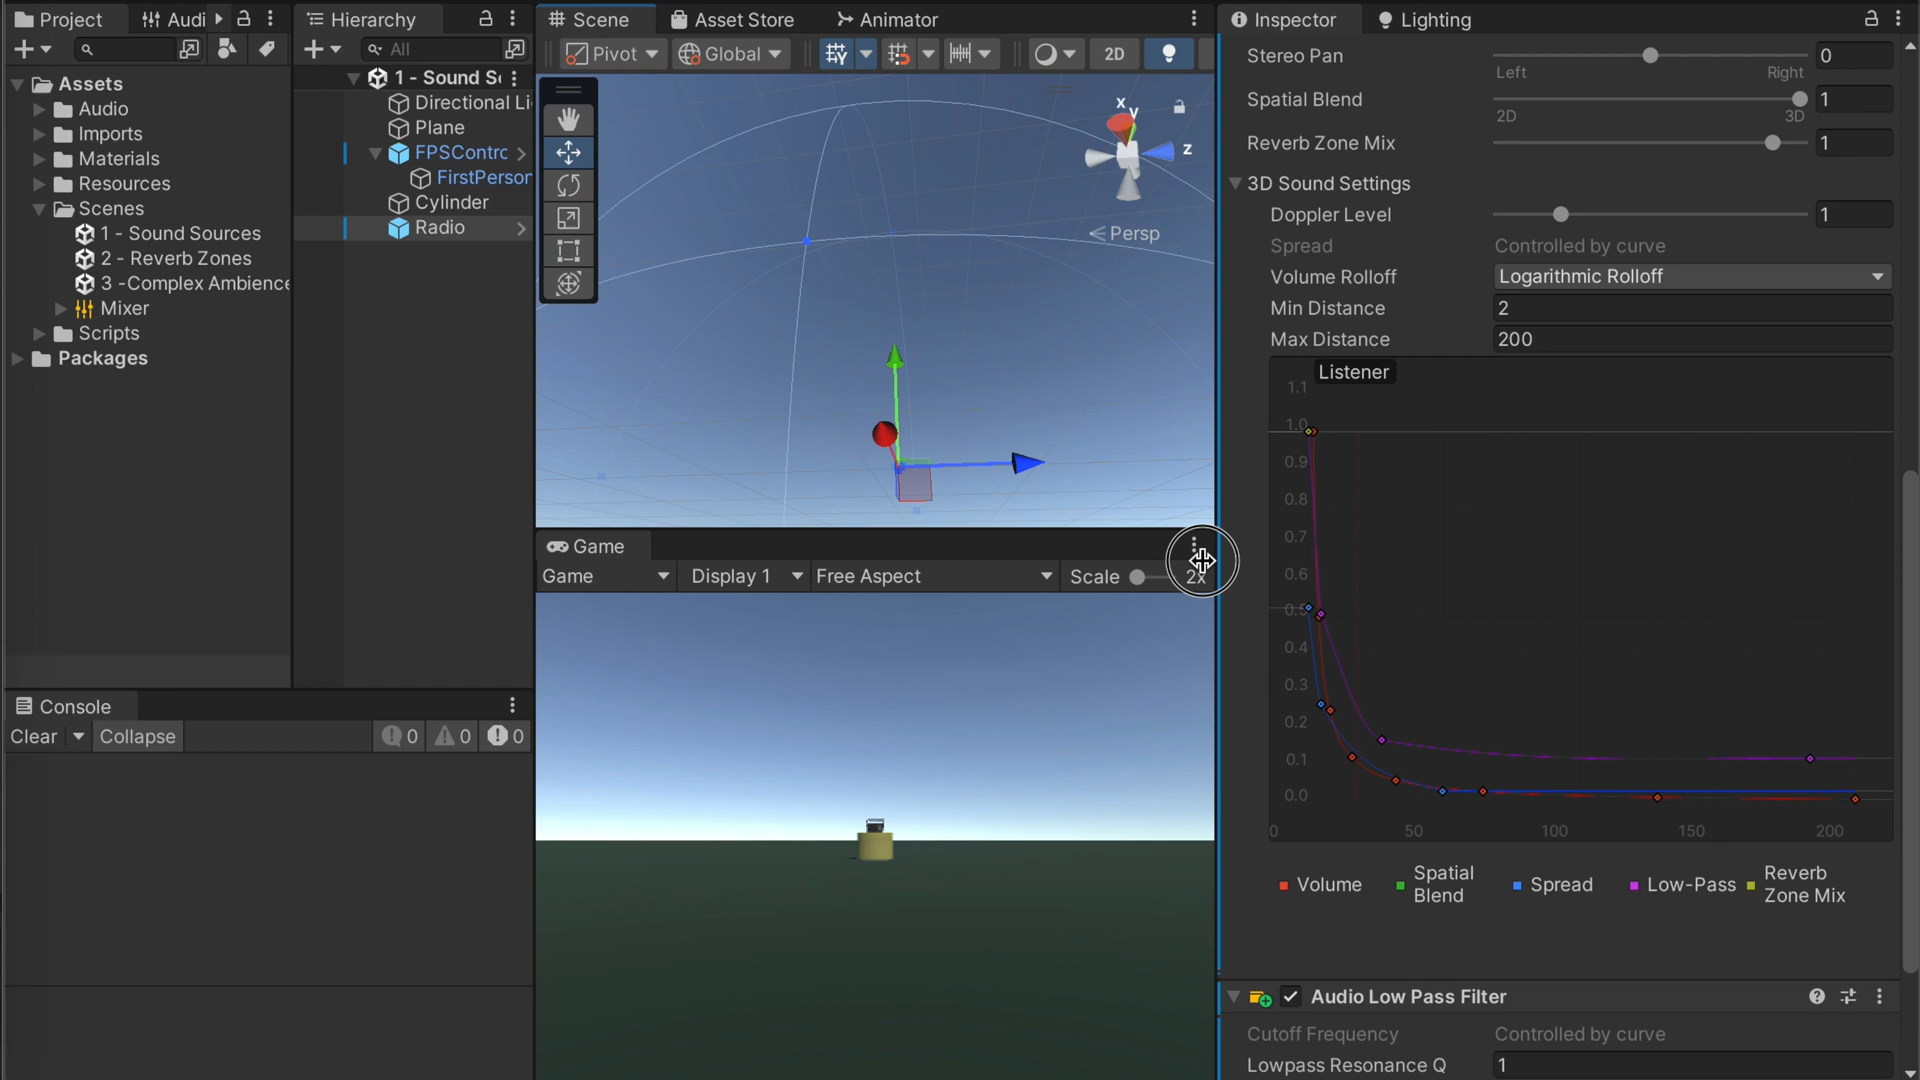 Project
Audi
All
Assets
Audio
Imports
Materials
Resources
Scenes
1 - Sound Sources
2 - Reverb Zones
3 -Complex Ambience
Mixer
Scripts
Packages
Hierarchy
1 - Sound S
Directional Li
Plane
FPSContrc
FirstPerson
Cylinder
Radio
Console
Clear
Collapse
0
0
0
Scene
Asset Store
Animator
Pivot
Global
2D
x
y
z
Persp
Game
Game
Display 1
Free Aspect
Scale
2x
Inspector
Lighting
Stereo Pan
0
Left
Right
Spatial Blend
1
2D
3D
Reverb Zone Mix
1
3D Sound Settings
Doppler Level
1
Spread
Controlled by curve
Volume Rolloff
Logarithmic Rolloff
Min Distance
2
Max Distance
200
Listener
1.1
1.0
0.9
0.8
0.7
0.6
0.5
0.4
0.3
0.2
0.1
0.0
0
50
100
150
200
Volume
Spatial
Blend
Spread
Low-Pass
Reverb
Zone Mix
Audio Low Pass Filter
Cutoff Frequency
Controlled by curve
Lowpass Resonance Q
1